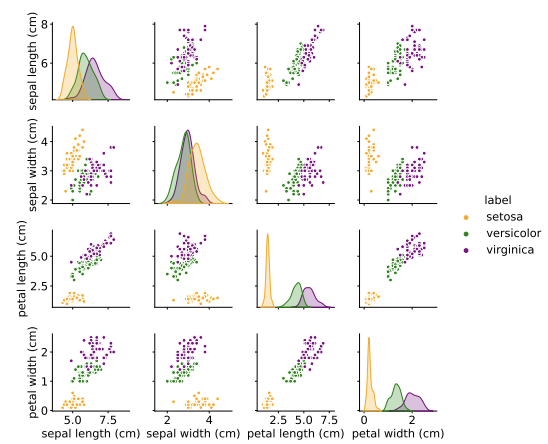 8
6
sepal length (cm)
4
3
2
sepal width (cm)
label
setosa
versicolor
virginica
5.0
2.5
petal length (cm)
2
1
0
petal width (cm)
5.0 7.5
2 4
2.5 5.0 7.5
0 2
sepal length (cm) sepal width (cm) petal length (cm) petal width (cm)